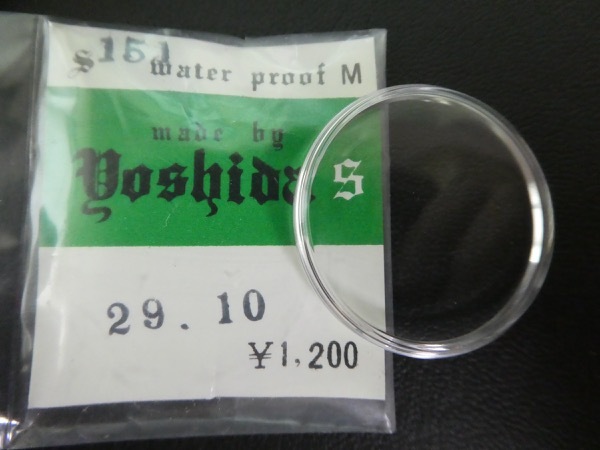 S151 water proof M
made by
Yoshida S
29.10
¥1,200